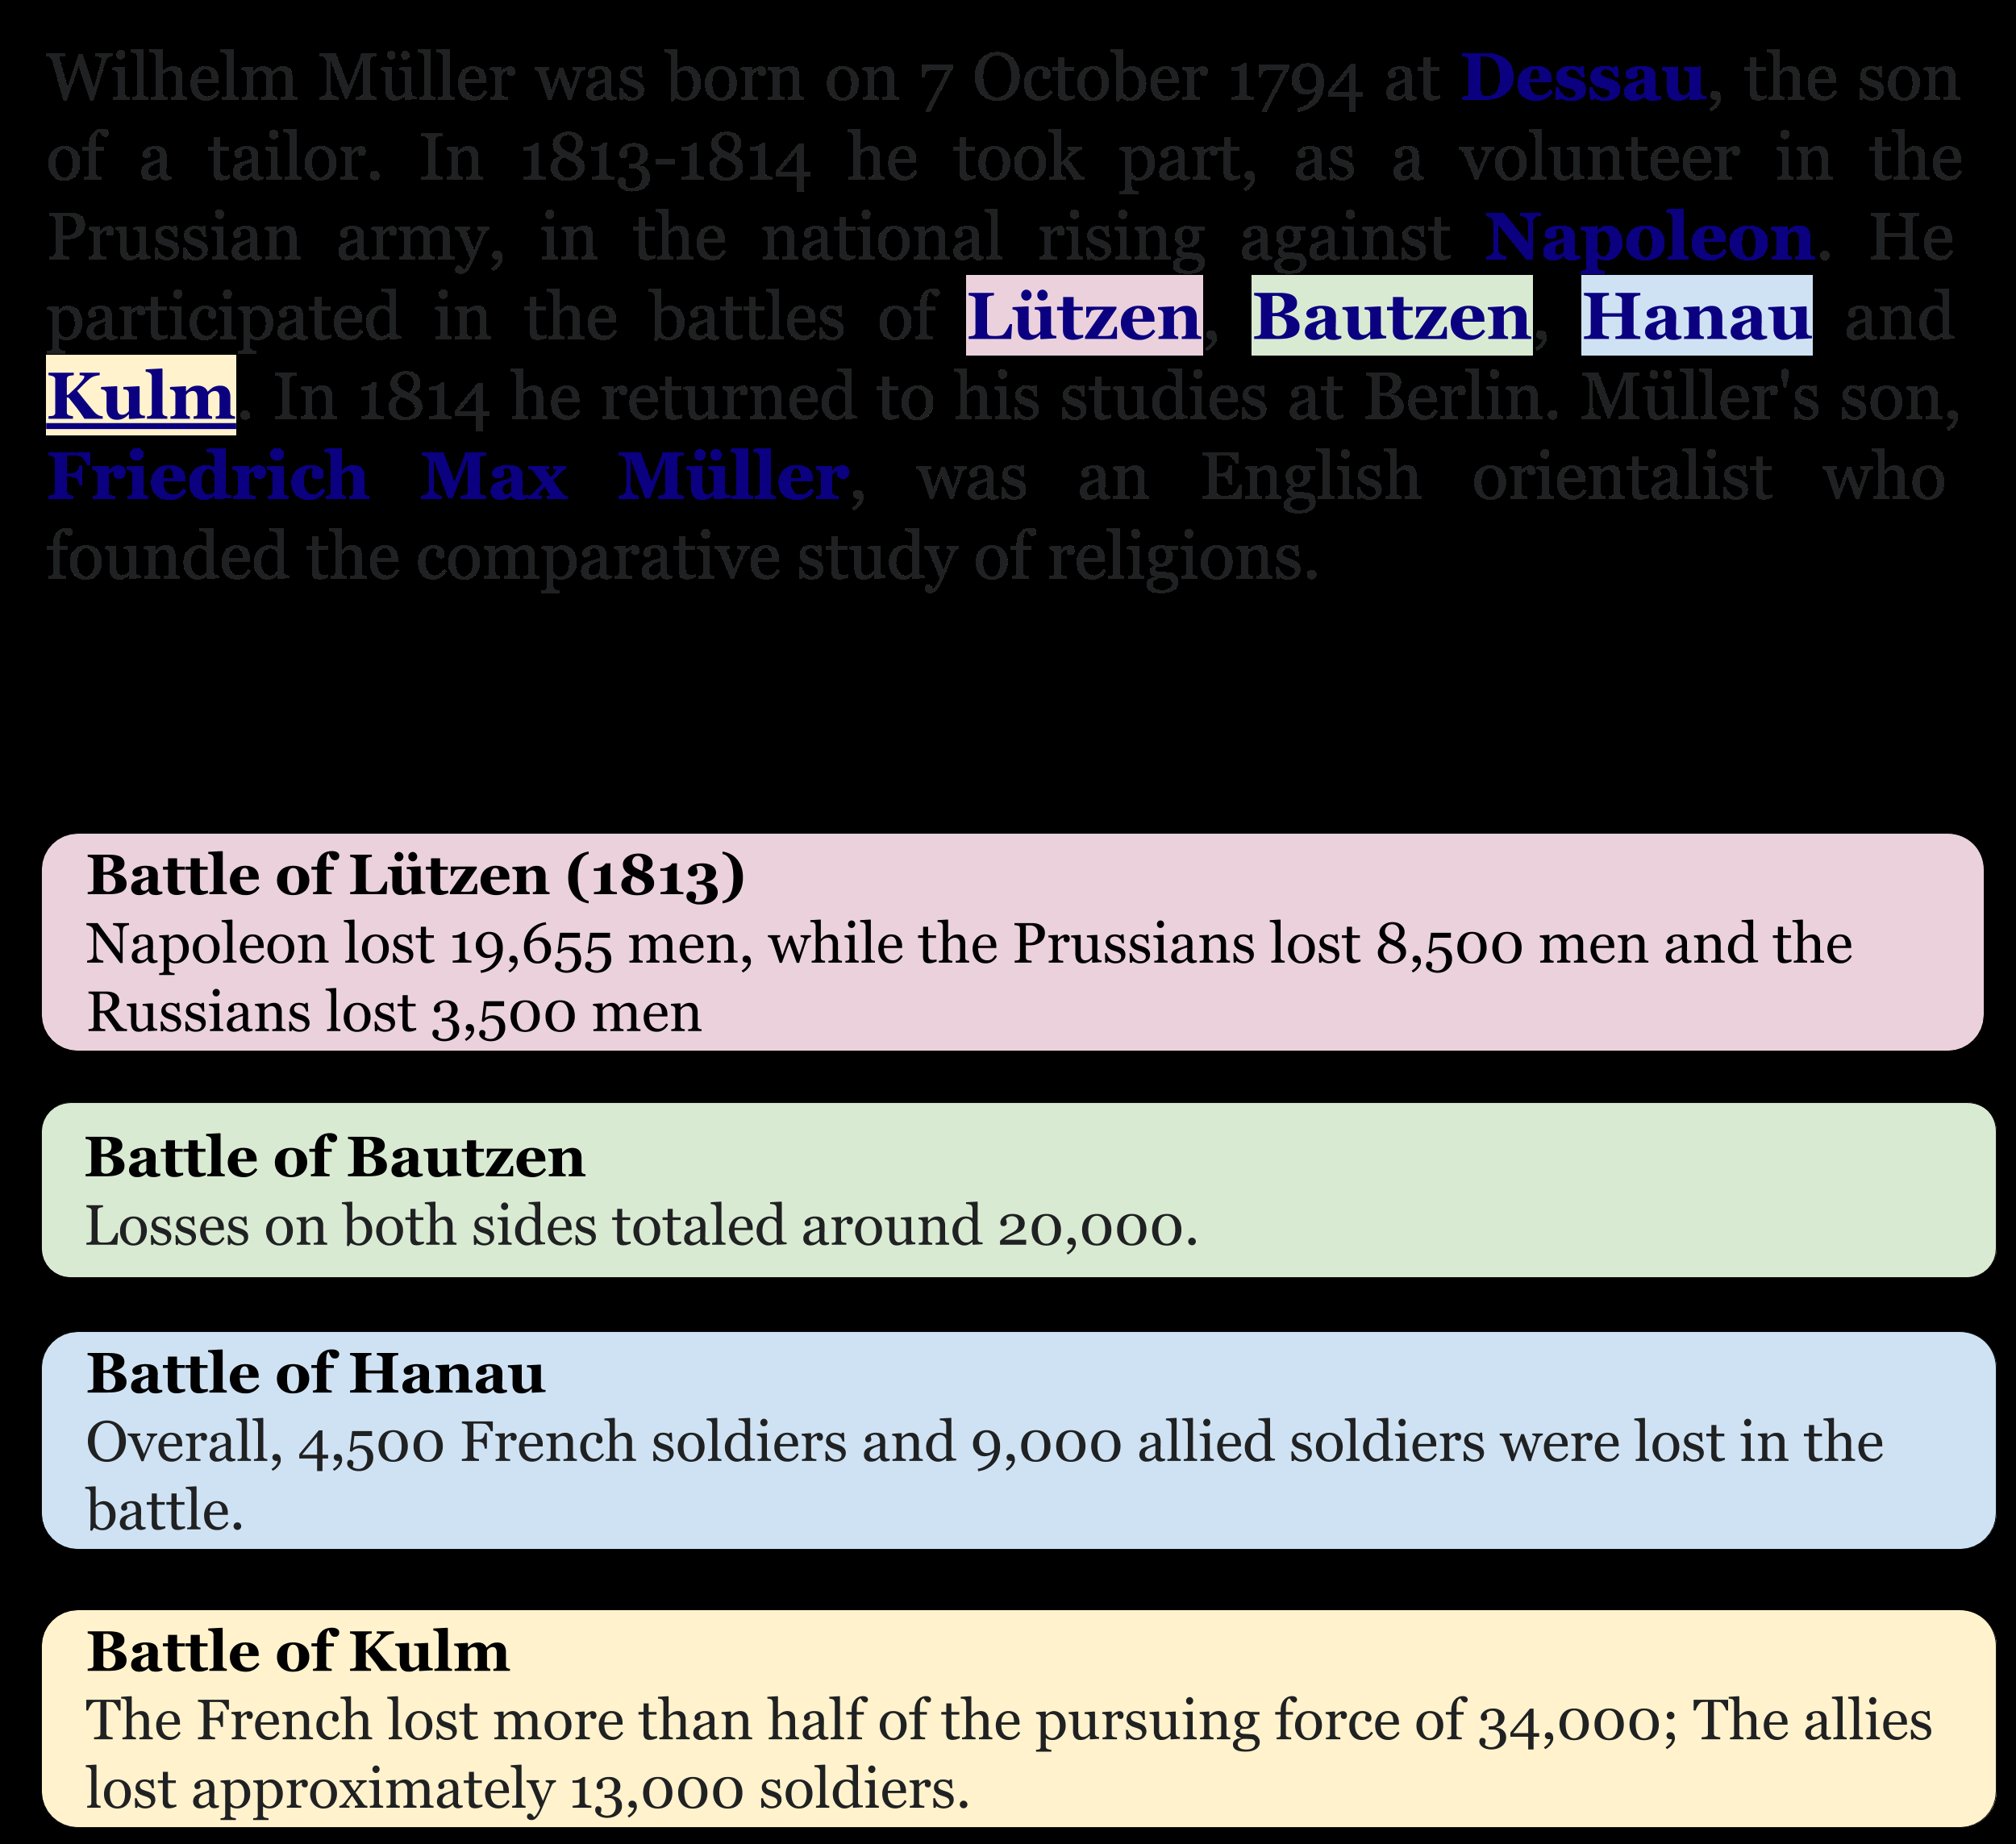 Wilhelm Müller was born on 7 October 1794 at Dessau, the son
of a tailor. In 1813-1814 he took part, as a volunteer in the
Prussian army, in the national rising against Napoleon. He
participated in the battles of Lützen, Bautzen, Hanau and
Kulm. In 1814 he returned to his studies at Berlin. Müller's son,
Friedrich Max Müller, was an English orientalist who
founded the comparative study of religions.
Battle of Lützen (1813)
Napoleon lost 19,655 men, while the Prussians lost 8,500 men and the
Russians lost 3,500 men
Battle of Bautzen
Losses on both sides totaled around 20,000.
Battle of Hanau
Overall, 4,500 French soldiers and 9,000 allied soldiers were lost in the
battle.
Battle of Kulm
The French lost more than half of the pursuing force of 34,000; The allies
lost approximately 13,000 soldiers.